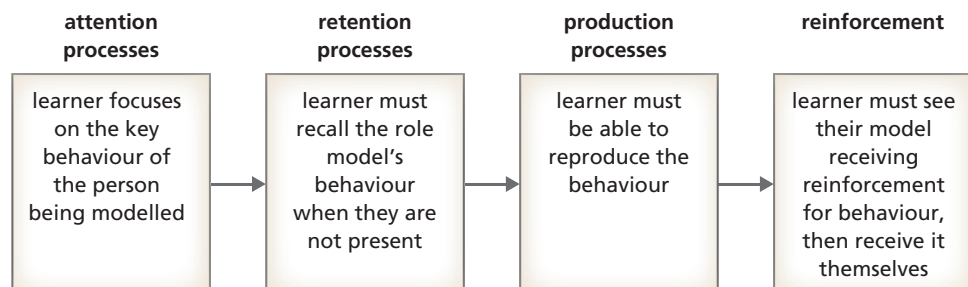 attention
processes
learner focuses
on the key
behaviour of
the person
being modelled
retention
processes
learner must
recall the role
model’s
behaviour
when they are
not present
production
processes
learner must
be able to
reproduce the
behaviour
reinforcement
learner must see
their model
receiving
reinforcement
for behaviour,
then receive it
themselves